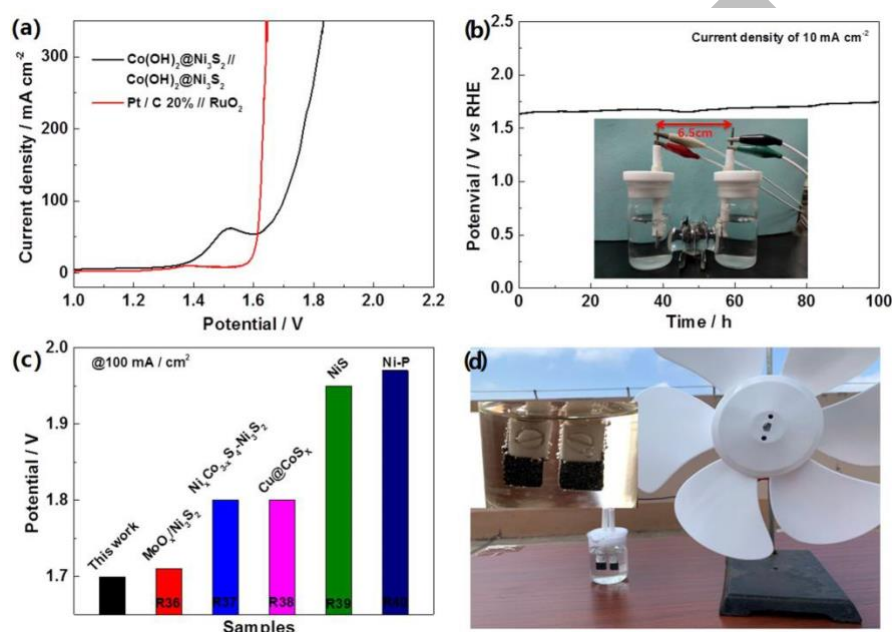 (a)
300
200
100
0
Current density / mA cm-2
Co(OH)2@Ni3S2 //
Co(OH)2@Ni3S2
Pt / C 20% // RuO2
1.0 1.2 1.4 1.6 1.8 2.0 2.2
Potential / V
(b)
2.5
2.0
1.5
1.0
0.5
0.0
Potenvial / V vs RHE
Current density of 10 mA cm-2
6.5cm
0 20 40 60 80 100
Time / h
(c)
2.0
1.9
1.8
1.7
Potential / V
@100 mA / cm2
This work
MoOx/Ni3S2
NixCo3-xS4-Ni3S2
Cu@CoSx
NiS
Ni-P
R36 R37 R38 R39 R40
Samples
(d)